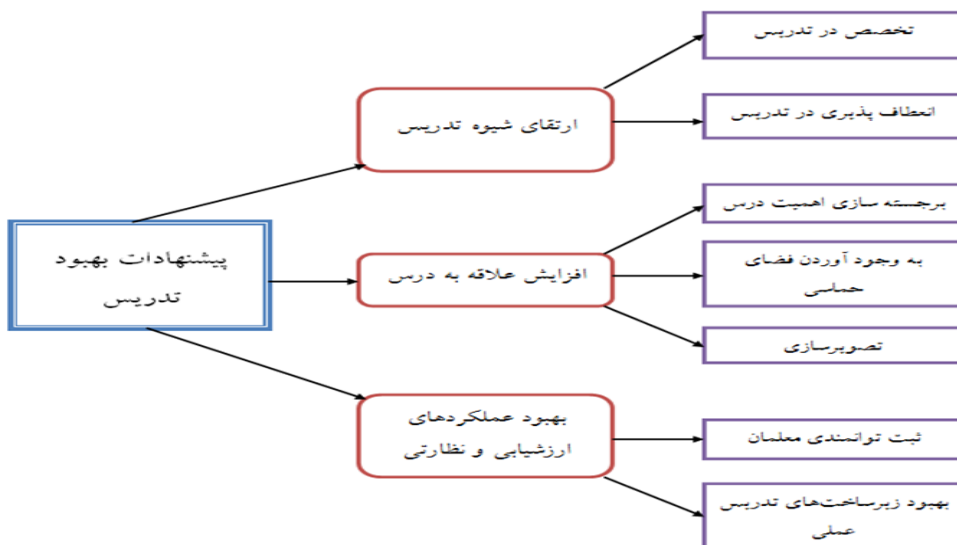 پیشنهادات بهبود
تدریس
ارتقای شیوه تدریس
تخصص در تدریس
انعطاف پذیری در تدریس
افزایش علاقه به درس
برجسته سازی اهمیت درس
به وجود آوردن فضای
حماسی
تصویرسازی
بهبود عملکردهای
ارزشیابی و نظارتی
ثبت توانمندی معلمان
بهبود زیرساخت‌های تدریس
عملی